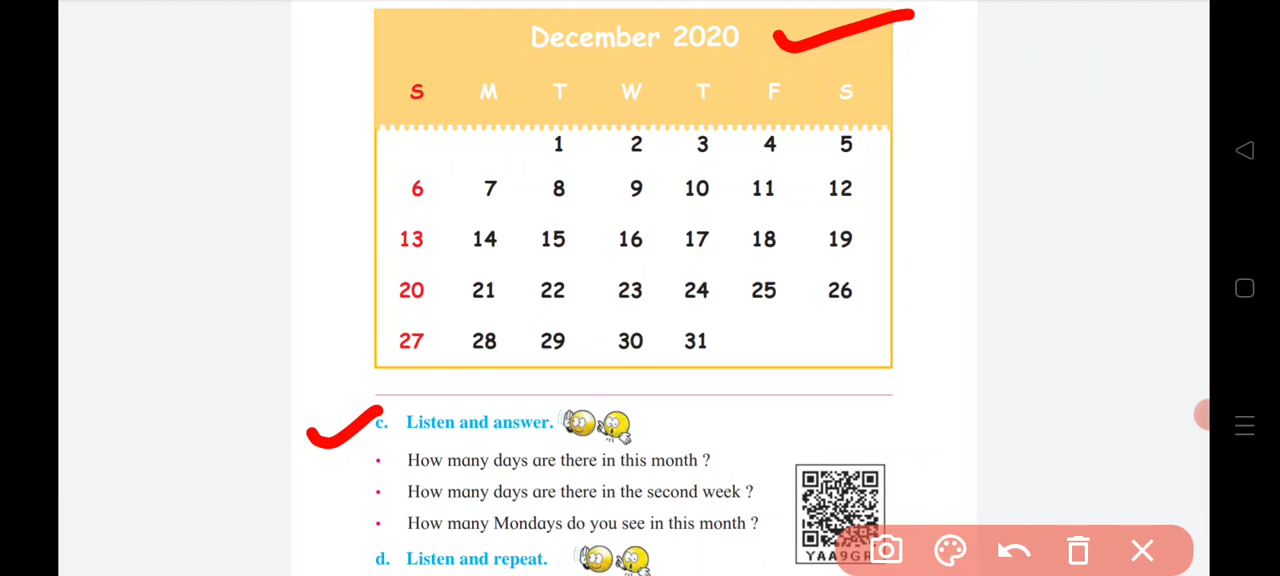 December 2020
S M T W T F S
1 2 3 4 5
6 7 8 9 10 11 12
13 14 15 16 17 18 19
20 21 22 23 24 25 26
27 28 29 30 31
c. Listen and answer.
• How many days are there in this month ?
• How many days are there in the second week ?
• How many Mondays do you see in this month ?
d. Listen and repeat.